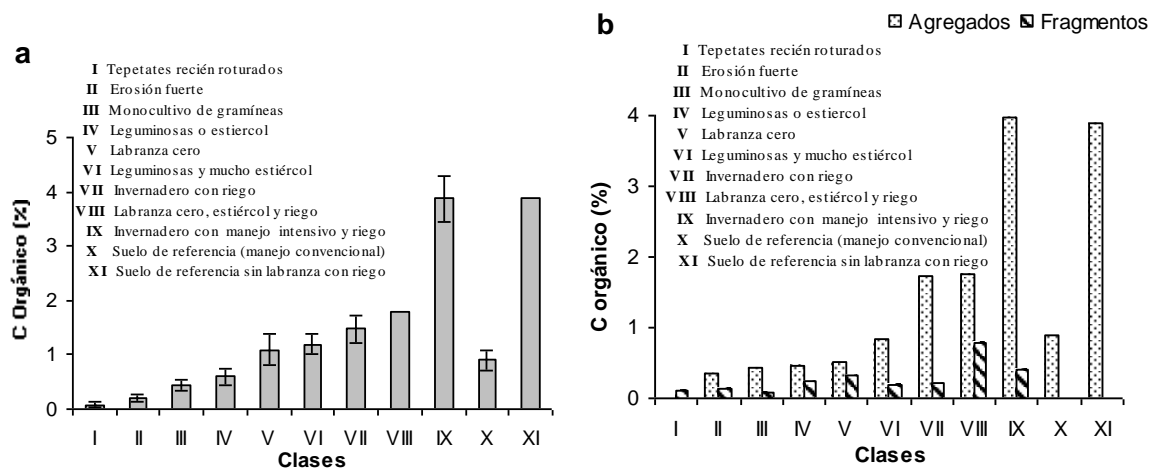 a
I Tepetates recién roturados
II Erosión fuerte
III Monocultivo de gramíneas
IV Leguminosas o estiercol
V Labranza cero
VI Leguminosas y mucho estiércol
VII Invernadero con riego
VIII Labranza cero, estiércol y riego
IX Invernadero con manejo intensivo y riego
X Suelo de referencia (manejo convencional)
XI Suelo de referencia sin labranza con riego
C Orgánico (%)
5
4
3
2
1
0
I II III IV V VI VII VIII IX X XI
Clases
b
Agregados Fragmentos
I Tepetates recién roturados
II Erosión fuerte
III Monocultivo de gramíneas
IV Leguminosas o estiercol
V Labranza cero
VI Leguminosas y mucho estiércol
VII Invernadero con riego
VIII Labranza cero, estiércol y riego
IX Invernadero con manejo intensivo y riego
X Suelo de referencia (manejo convencional)
XI Suelo de referencia sin labranza con riego
C orgánico (%)
4
3
2
1
0
I II III IV V VI VII VIII IX X XI
Clases